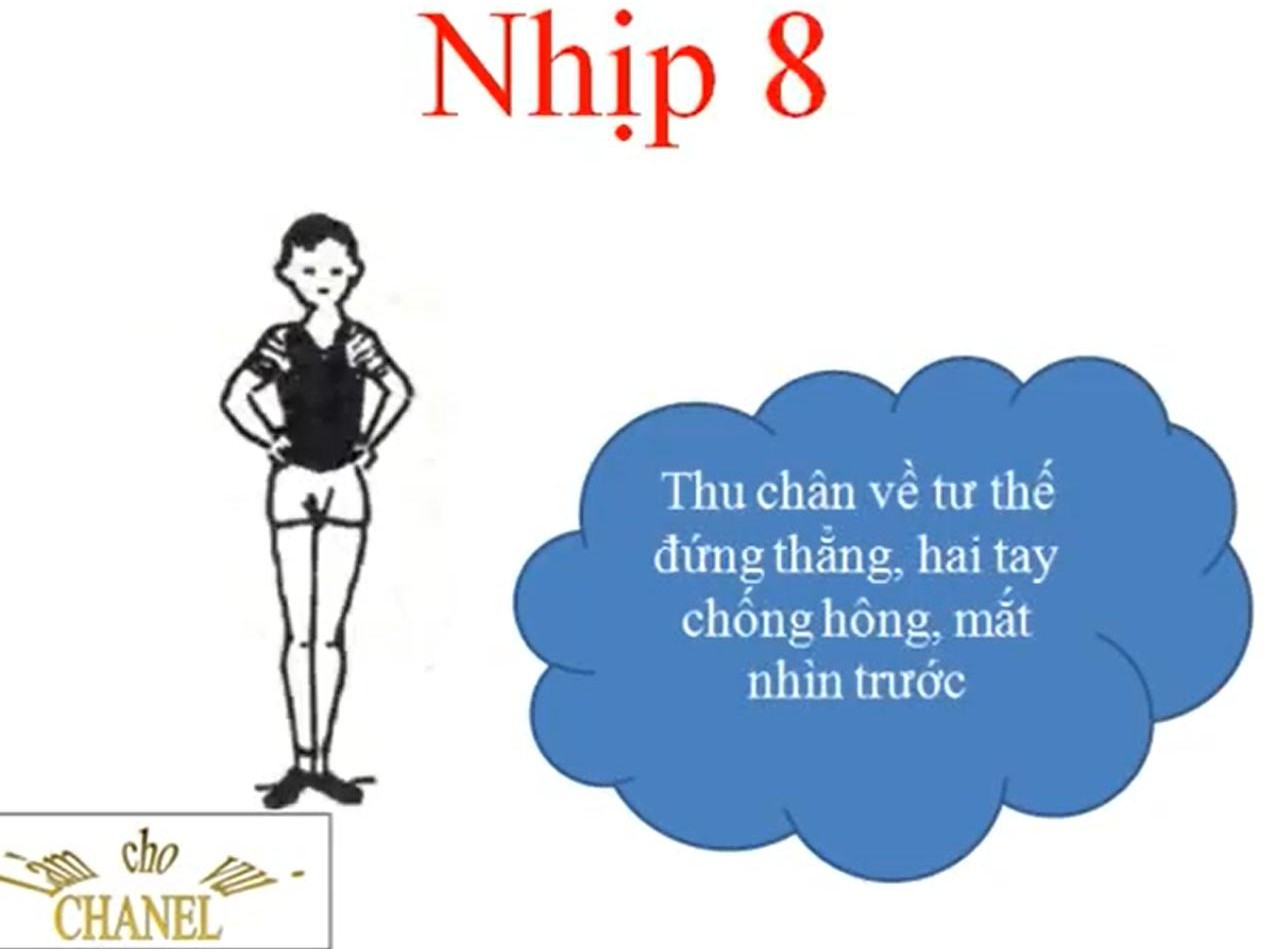 Nhịp 8
Thu chân về tư thế
đứng thẳng, hai tay
chống hông, mắt
nhìn trước
cho
CHANEL